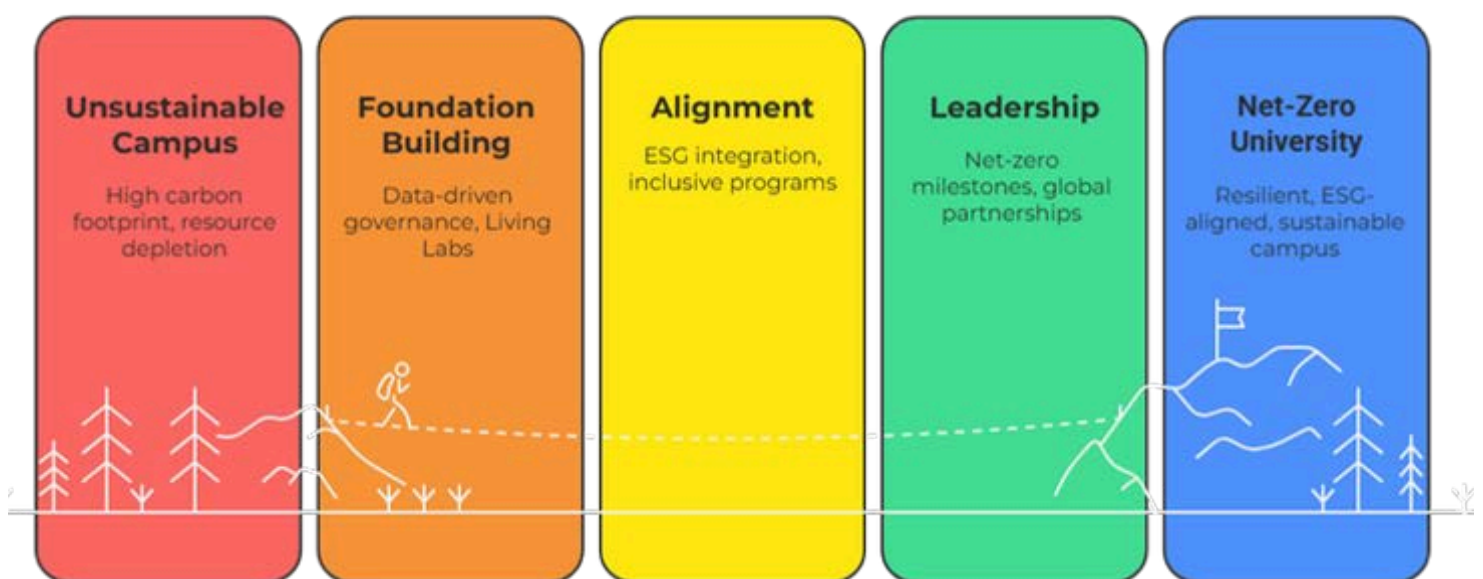 Unsustainable
Campus
High carbon
footprint, resource
depletion
Foundation
Building
Data-driven
governance, Living
Labs
Alignment
ESG integration,
inclusive programs
Leadership
Net-zero
milestones, global
partnerships
Net-Zero
University
Resilient, ESG-
aligned, sustainable
campus